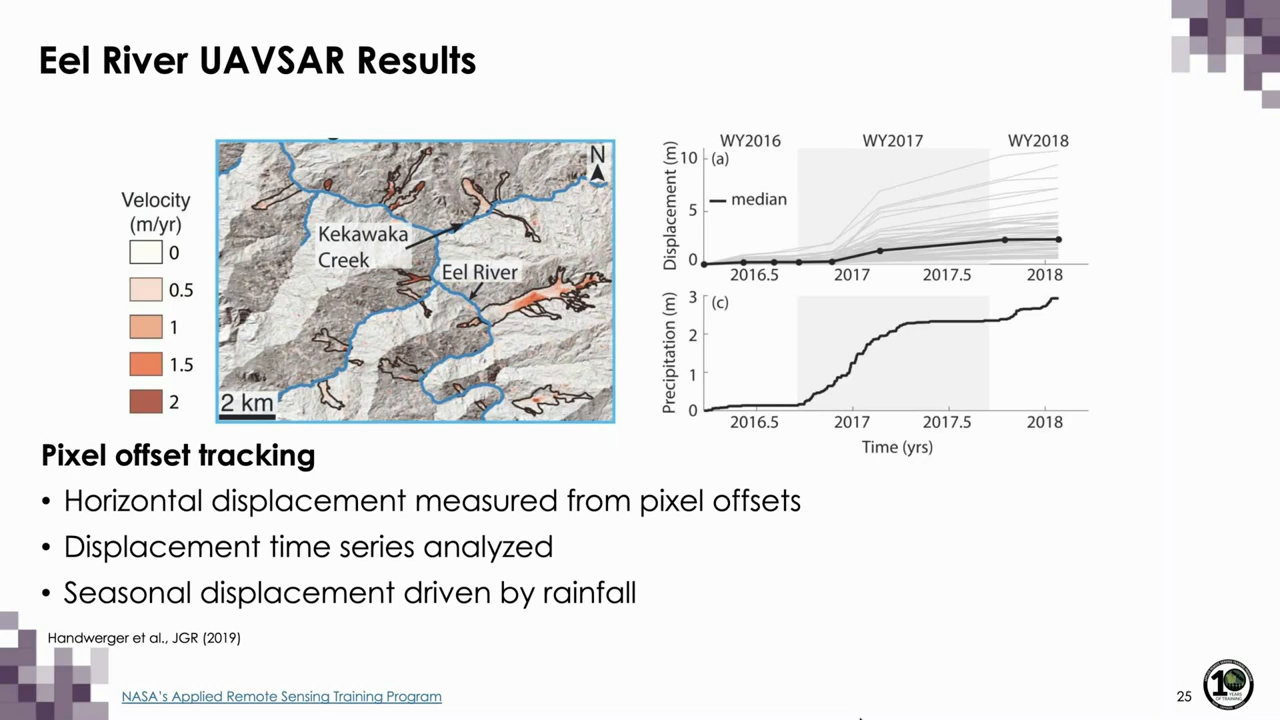 Eel River UAVSAR Results
Velocity
(m/yr)
0
0.5
1
1.5
2
N
Kekawaka
Creek
Eel River
2 km
WY2016 WY2017 WY2018
Displacement (m)
10
5
0
(a)
median
2016.5 2017 2017.5 2018
Precipitation (m)
3
2
1
0
(c)
2016.5 2017 2017.5 2018
Time (yrs)
Pixel offset tracking
• Horizontal displacement measured from pixel offsets
• Displacement time series analyzed
• Seasonal displacement driven by rainfall
Handwerger et al., JGR (2019)
NASA's Applied Remote Sensing Training Program
25
10
YEARS
OF TRAINING